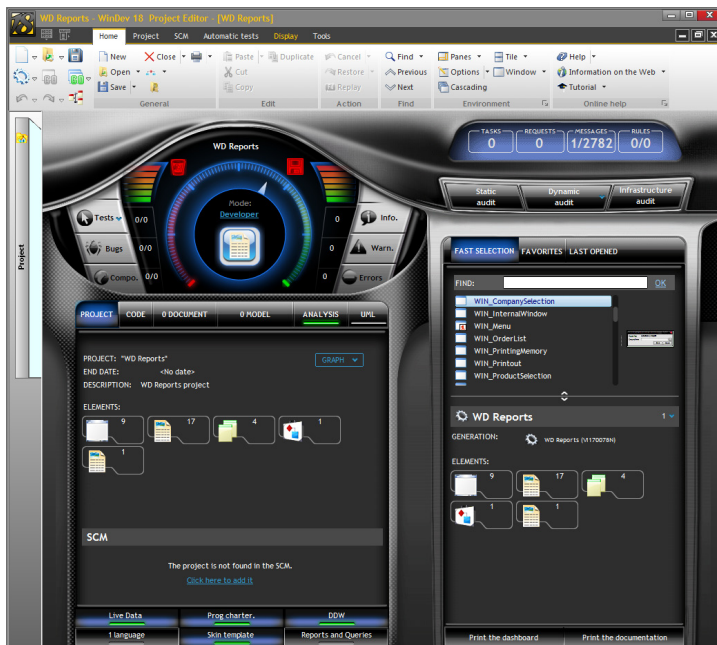 WD Reports - WinDev 18 Project Editor - [WD Reports]
Home Project SCM Automatic tests Display Tools
New Close Paste Duplicate Cancel Find Panes Tile Help
Open Cut Restore Previous Options Window Information on the Web
Save Copy Replay Next Cascading Tutorial
General Edit Action Find Environment Online help
Project
WD Reports
Mode:
Developer
Tests 0/0
Bugs 0/0
Compo. 0/0
0 Info.
0 Warn.
0 Errors
TASKS REQUESTS MESSAGES RULES
0 0 1/2782 0/0
Static audit
Dynamic audit
Infrastructure audit
PROJECT CODE 0 DOCUMENT 0 MODEL ANALYSIS UML
PROJECT: "WD Reports"
GRAPH
END DATE: <No date>
DESCRIPTION: WD Reports project
ELEMENTS:
9 17 4 1
1
SCM
The project is not found in the SCM.
Click here to add it
Live Data Prog charter. DDW
1 language Skin template Reports and Queries
FAST SELECTION FAVORITES LAST OPENED
FIND: OK
WIN_CompanySelection
WIN_InternalWindow
WIN_Menu
WIN_OrderList
WIN_PrintingMemory
WIN_Printout
WIN_ProductSelection
WD Reports 1
GENERATION: WD Reports (\I1170078N)
ELEMENTS:
9 17 4
1 1
Print the dashboard Print the documentation